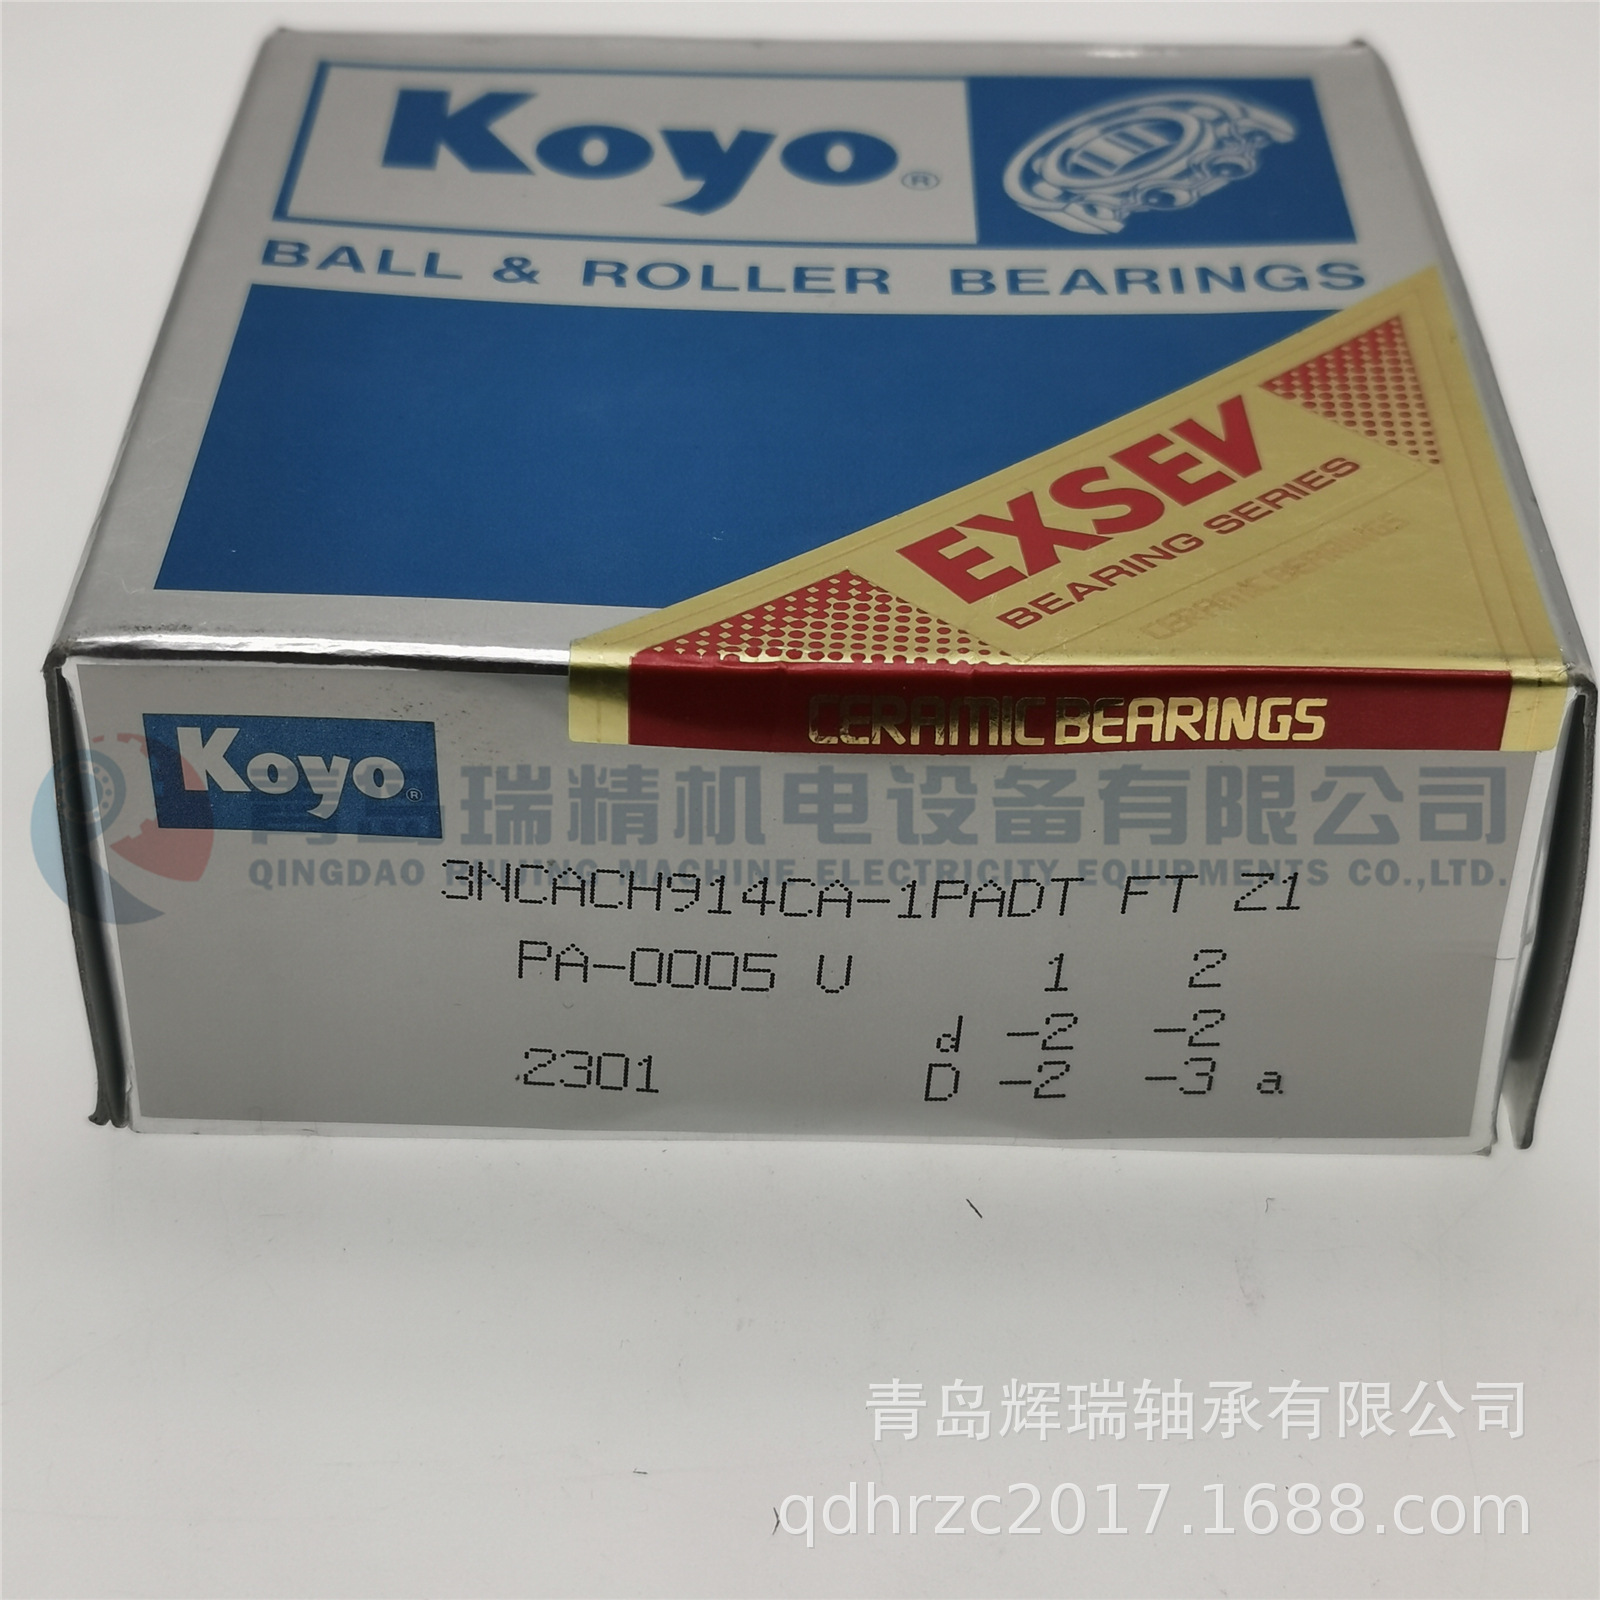 Koyo®
BALL & ROLLER BEARINGS
EXSEV
BEARING SERIES
CERAMIC BEARINGS
CERAMIC BEARINGS
Koyo®
青岛瑞精机电设备有限公司
QINGDAO RUIJING MACHINE ELECTRICITY EQUIPMENTS CO.,LTD.
3NCACH914CA-1PADT FT Z1
PA-0005 V 1 2
d -2 -2
2301 D -2 -3 a
青岛辉瑞轴承有限公司
qdhrzc2017.1688.com